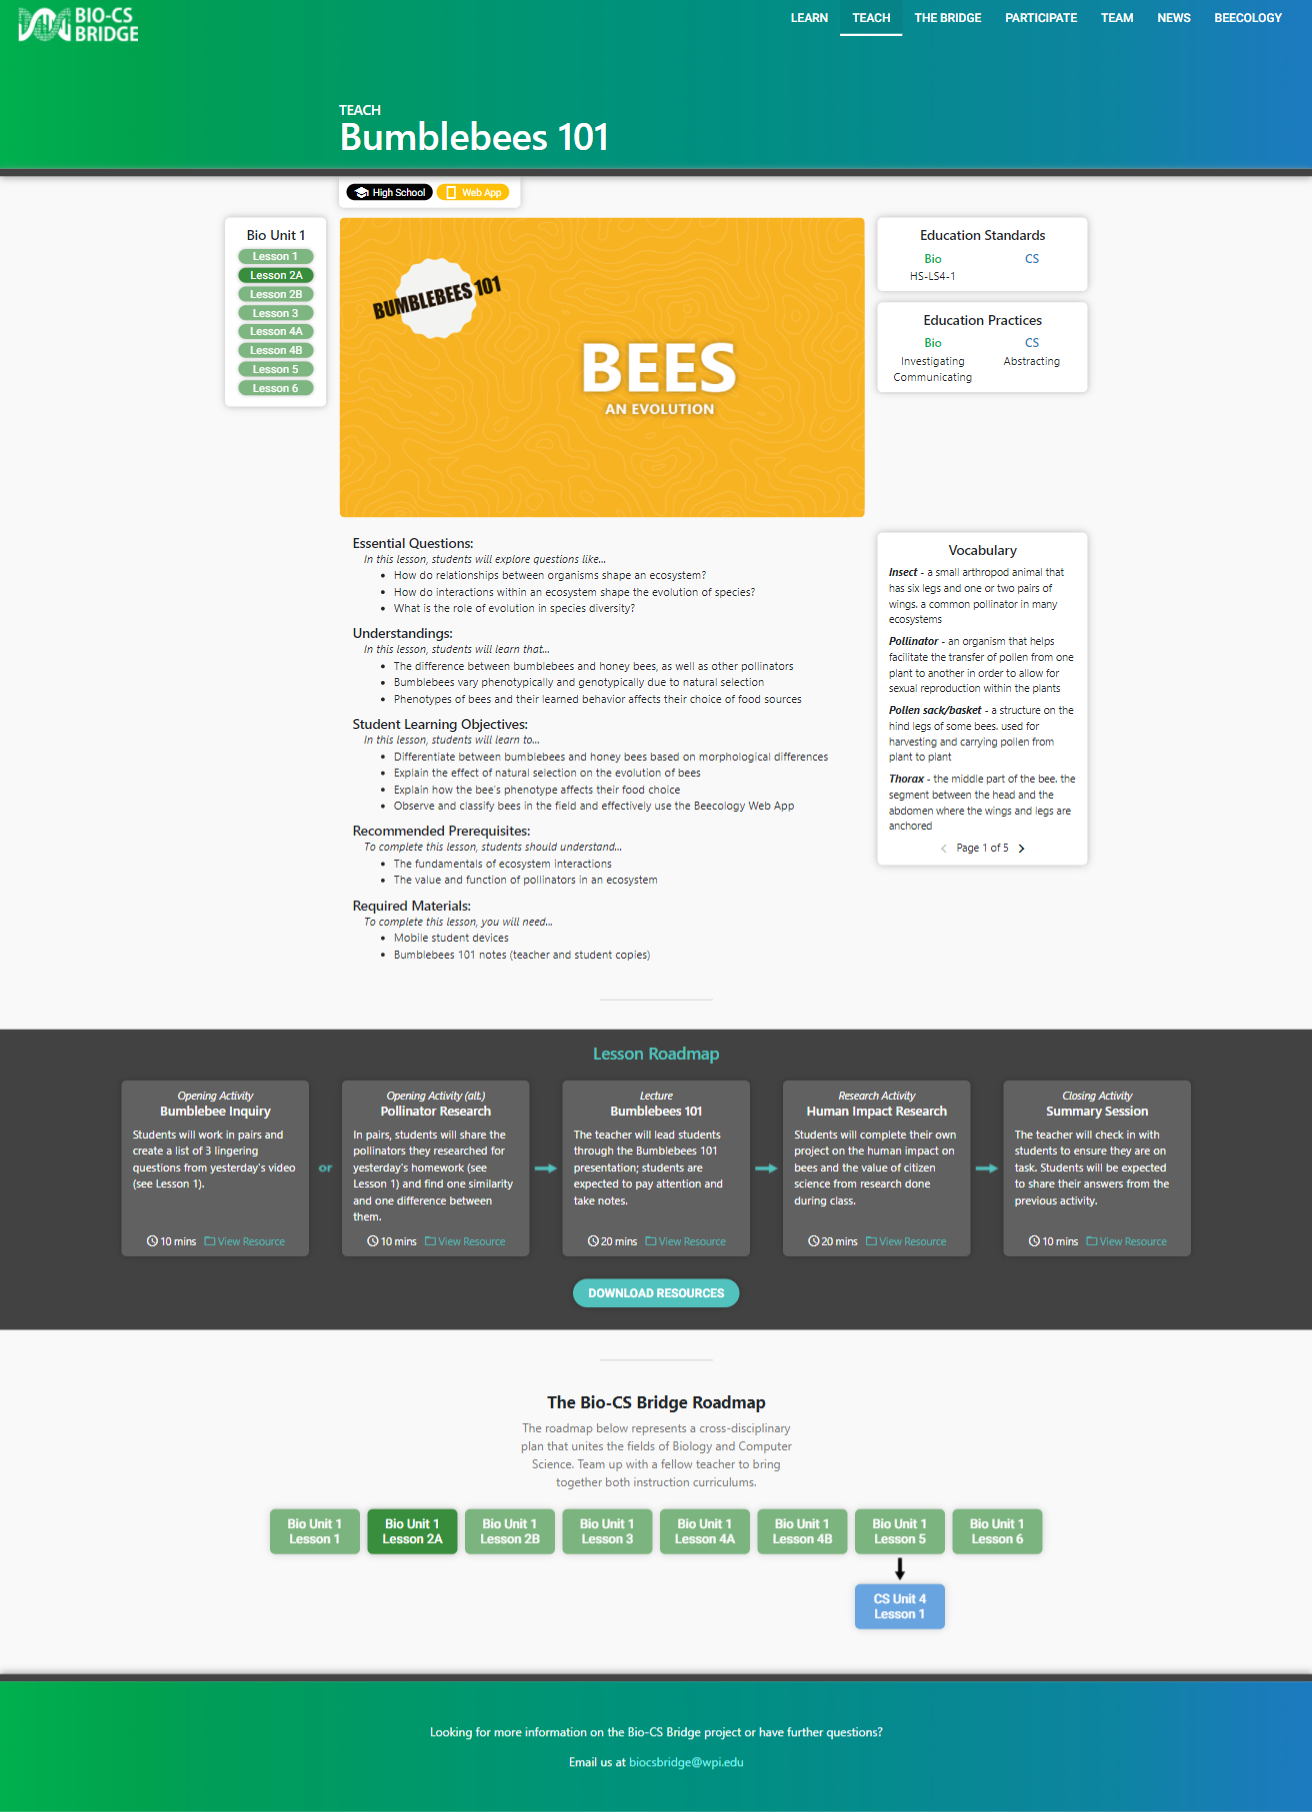 BIO-CS
BRIDGE
LEARN
TEACH
THE BRIDGE
PARTICIPATE
TEAM
NEWS
BEECOLOGY
TEACH
Bumblebees 101
High School
Web App
Bio Unit 1
Lesson 1
Lesson 2A
Lesson 2B
Lesson 3
Lesson 4A
Lesson 4B
Lesson 5
Lesson 6
BUMBLEBEES 101
BEES
AN EVOLUTION
Education Standards
Bio
CS
HS-LS4-1
Education Practices
Bio
CS
Investigating
Abstracting
Communicating
Essential Questions:
In this lesson, students will explore questions like...
• How do relationships between organisms shape an ecosystem?
• How do interactions within an ecosystem shape the evolution of species?
• What is the role of evolution in species diversity?
Understandings:
In this lesson, students will learn that...
• The difference between bumblebees and honey bees, as well as other pollinators
• Bumblebees vary phenotypically and genotypically due to natural selection
• Phenotypes of bees and their learned behavior affects their choice of food sources
Student Learning Objectives:
In this lesson, students will learn to...
• Differentiate between bumblebees and honey bees based on morphological differences
• Explain the effect of natural selection on the evolution of bees
• Explain how the bee's phenotype affects their food choice
• Observe and classify bees in the field and effectively use the Beecology Web App
Recommended Prerequisites:
To complete this lesson, students should understand...
• The fundamentals of ecosystem interactions
• The value and function of pollinators in an ecosystem
Required Materials:
To complete this lesson, you will need...
• Mobile student devices
• Bumblebees 101 notes (teacher and student copies)
Vocabulary
Insect - a small arthropod animal that
has six legs and one or two pairs of
wings. a common pollinator in many
ecosystems
Pollinator - an organism that helps
facilitate the transfer of pollen from one
plant to another in order to allow for
sexual reproduction within the plants
Pollen sack/basket - a structure on the
hind legs of some bees. used for
harvesting and carrying pollen from
plant to plant
Thorax - the middle part of the bee. the
segment between the head and the
abdomen where the wings and legs are
anchored
Page 1 of 5
Lesson Roadmap
Opening Activity
Bumblebee Inquiry
Students will work in pairs and
create a list of 3 lingering
questions from yesterday's video
(see Lesson 1).
10 mins View Resource
or
Opening Activity (alt.)
Pollinator Research
In pairs, students will share the
pollinators they researched for
yesterday's homework (see
Lesson 1) and find one similarity
and one difference between
them.
10 mins View Resource
Lecture
Bumblebees 101
The teacher will lead students
through the Bumblebees 101
presentation; students are
expected to pay attention and
take notes.
20 mins View Resource
Research Activity
Human Impact Research
Students will complete their own
project on the human impact on
bees and the value of citizen
science from research done
during class.
20 mins View Resource
Closing Activity
Summary Session
The teacher will check in with
students to ensure they are on
task. Students will be expected
to share their answers from the
previous activity.
10 mins View Resource
DOWNLOAD RESOURCES
The Bio-CS Bridge Roadmap
The roadmap below represents a cross-disciplinary
plan that unites the fields of Biology and Computer
Science. Team up with a fellow teacher to bring
together both instruction curriculums.
Bio Unit 1
Lesson 1
Bio Unit 1
Lesson 2A
Bio Unit 1
Lesson 2B
Bio Unit 1
Lesson 3
Bio Unit 1
Lesson 4A
Bio Unit 1
Lesson 4B
Bio Unit 1
Lesson 5
Bio Unit 1
Lesson 6
CS Unit 4
Lesson 1
Looking for more information on the Bio-CS Bridge project or have further questions?
Email us at biocsbridge@wpi.edu